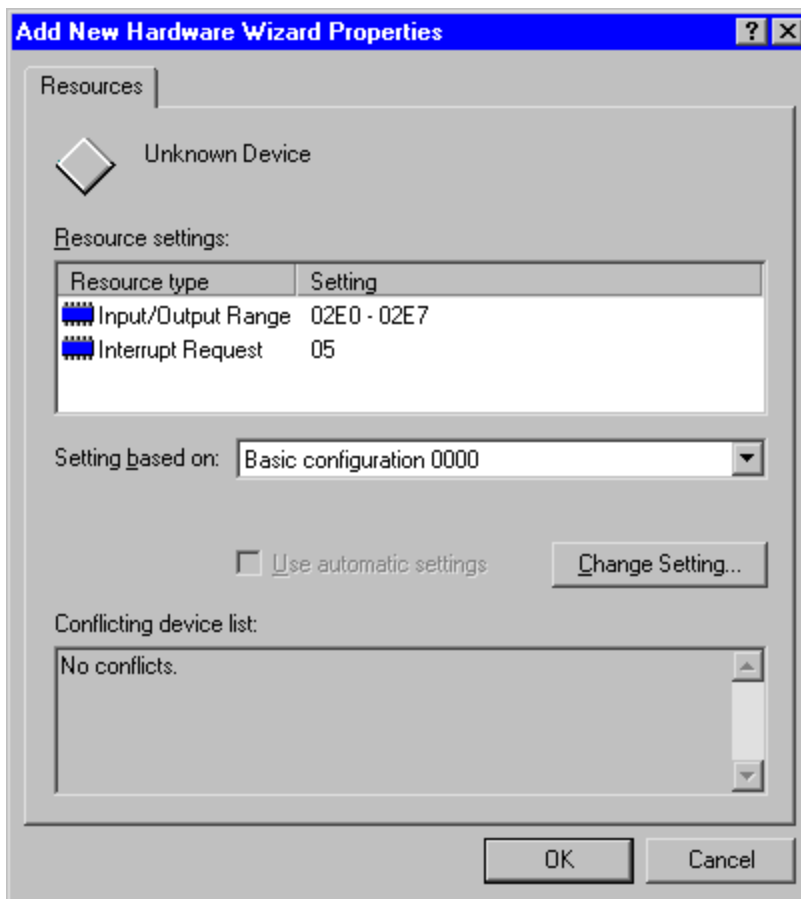 Add New Hardware Wizard Properties
Resources
Unknown Device
Resource settings:
Resource type Setting
Input/Output Range 02E0 - 02E7
Interrupt Request 05
Setting based on: Basic configuration 0000
Use automatic settings Change Setting...
Conflicting device list:
No conflicts.
OK Cancel